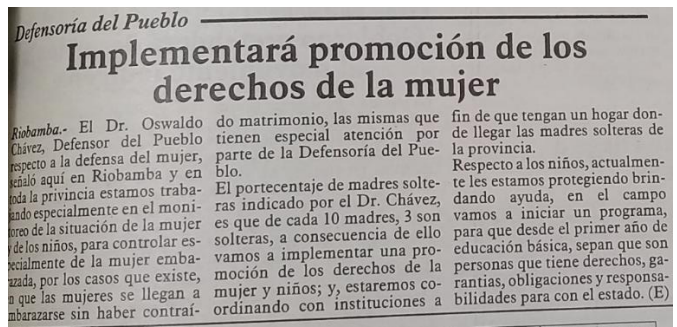 Defensoría del Pueblo
Implementará promoción de los
derechos de la mujer
Riobamba.- El Dr. Oswaldo
Chávez, Defensor del Pueblo
respecto a la defensa del mujer,
señaló aquí en Riobamba y en
toda la privincia estamos traba-
jando especialmente en el moni-
toreo de la situación de la mujer
y de los niños, para controlar es-
pecialmente de la mujer emba-
razada, por los casos que existe,
en que las mujeres se llegan a
embarazarse sin haber contraí-
do matrimonio, las mismas que
tienen especial atención por
parte de la Defensoría del Pue-
blo.
El portecentaje de madres solte-
ras indicado por el Dr. Chávez,
es que de cada 10 madres, 3 son
solteras, a consecuencia de ello
vamos a implementar una pro-
moción de los derechos de la
mujer y niños; y, estaremos co-
ordinando con instituciones a
fin de que tengan un hogar don-
de llegar las madres solteras de
la provincia.
Respecto a los niños, actualmen-
te les estamos protegiendo brin-
dando ayuda, en el campo
vamos a iniciar un programa,
para que desde el primer año de
educación básica, sepan que son
personas que tiene derechos, ga-
rantias, obligaciones y responsa-
bilidades para con el estado. (E)